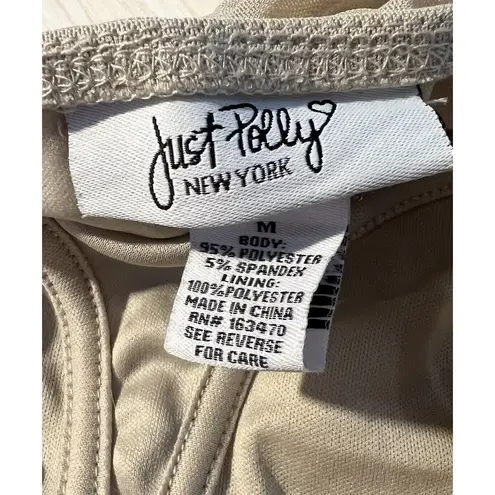 Just Polly
NEW YORK
M
BODY:
95% POLYESTER
5% SPANDEX
LINING:
100%POLYESTER
MADE IN CHINA
RN# 163470
SEE REVERSE
FOR CARE